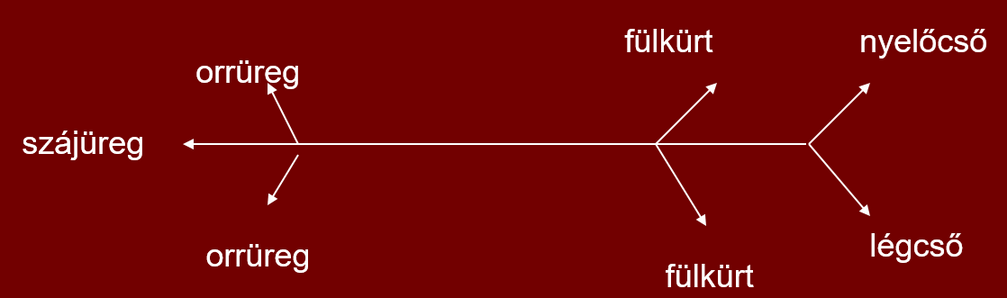 fülkürt
nyelőcső
orrüreg
szájüreg
orrüreg
légcső
fülkürt